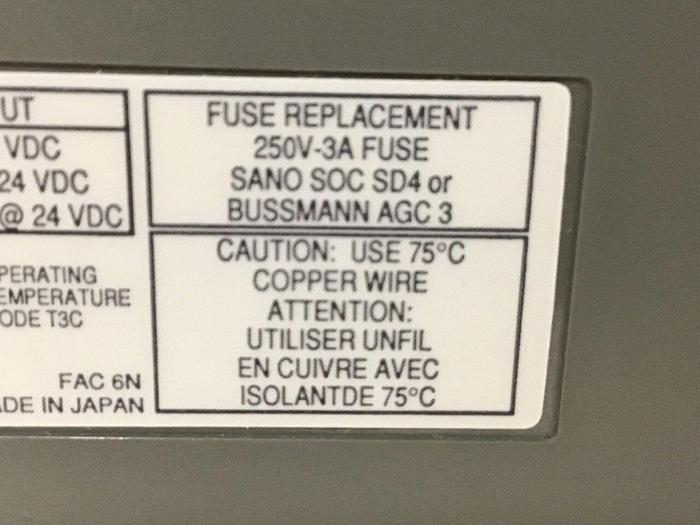 UT
VDC
24 VDC
@ 24 VDC
PERATING
EMPERATURE
ODE T3C
FAC 6N
DE IN JAPAN
FUSE REPLACEMENT
250V-3A FUSE
SANO SOC SD4 or
BUSSMANN AGC 3
CAUTION: USE 75°C
COPPER WIRE
ATTENTION:
UTILISER UNFIL
EN CUIVRE AVEC
ISOLANTDE 75°C